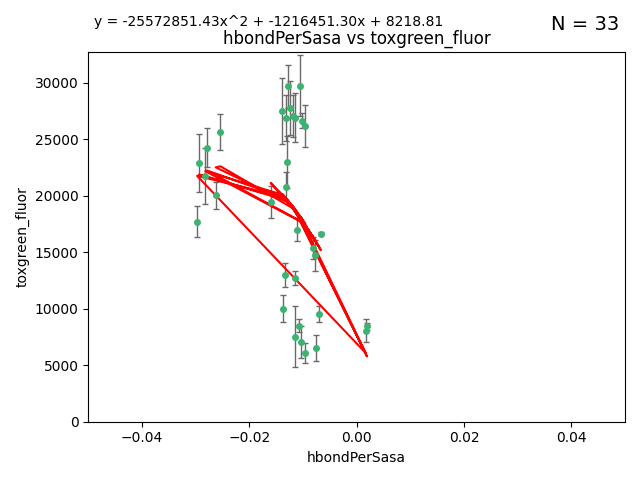 y = -25572851.43x^2 + -1216451.30x + 8218.81
N = 33
hbondPerSasa vs toxgreen_fluor
30000
25000
20000
15000
10000
5000
0
toxgreen_fluor
−0.04
−0.02
0.00
0.02
0.04
hbondPerSasa